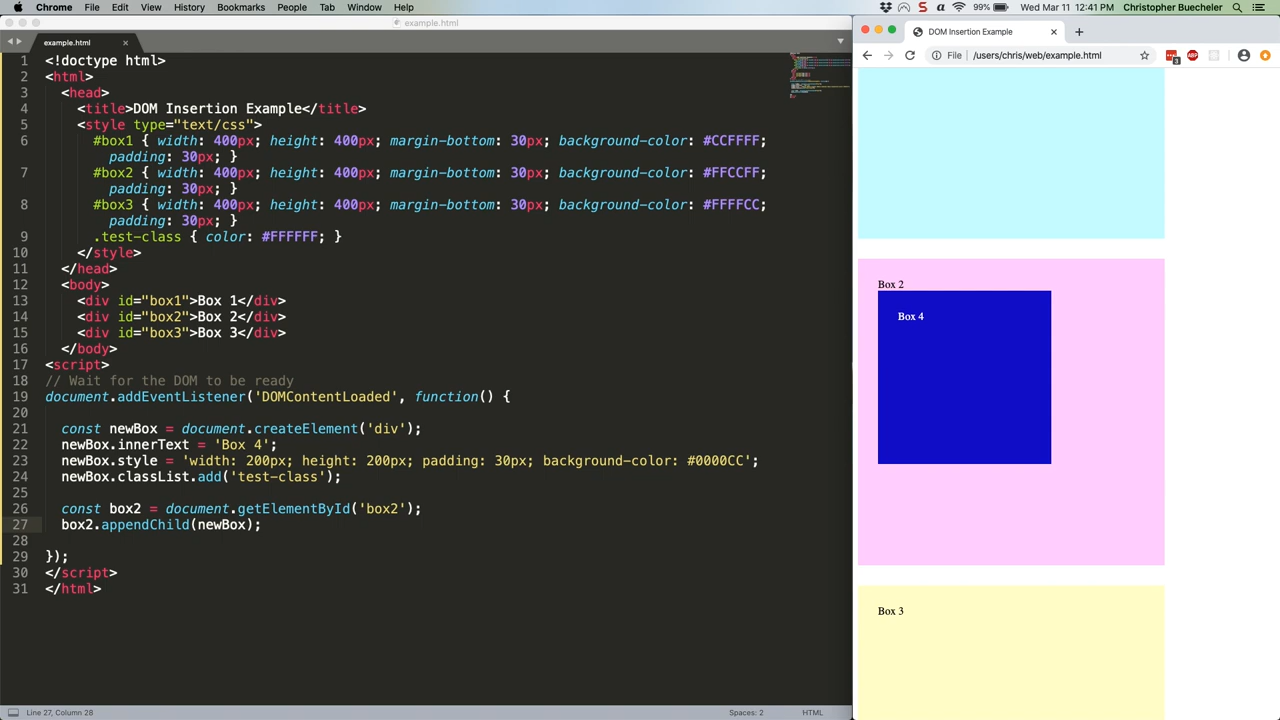 Chrome File Edit View History Bookmarks People Tab Window Help 99% Wed Mar 11 12:41 PM Christopher Buecheler
example.html
example.html
1 <!doctype html>
2 <html>
3 <head>
4 <title>DOM Insertion Example</title>
5 <style type="text/css">
6 #box1 { width: 400px; height: 400px; margin-bottom: 30px; background-color: #CCFFFF;
padding: 30px; }
7 #box2 { width: 400px; height: 400px; margin-bottom: 30px; background-color: #FFCCFF;
padding: 30px; }
8 #box3 { width: 400px; height: 400px; margin-bottom: 30px; background-color: #FFFFCC;
padding: 30px; }
9 .test-class { color: #FFFFFF; }
10 </style>
11 </head>
12 <body>
13 <div id="box1">Box 1</div>
14 <div id="box2">Box 2</div>
15 <div id="box3">Box 3</div>
16 </body>
17 <script>
18 // Wait for the DOM to be ready
19 document.addEventListener('DOMContentLoaded', function() {
20
21 const newBox = document.createElement('div');
22 newBox.innerText = 'Box 4';
23 newBox.style = 'width: 200px; height: 200px; padding: 30px; background-color: #0000CC';
24 newBox.classList.add('test-class');
25
26 const box2 = document.getElementById('box2');
27 box2.appendChild(newBox);
28
29 });
30 </script>
31 </html>
Line 27, Column 28 Spaces: 2 HTML
DOM Insertion Example
File /users/chris/web/example.html
3 ABP
Box 2
Box 4
Box 3